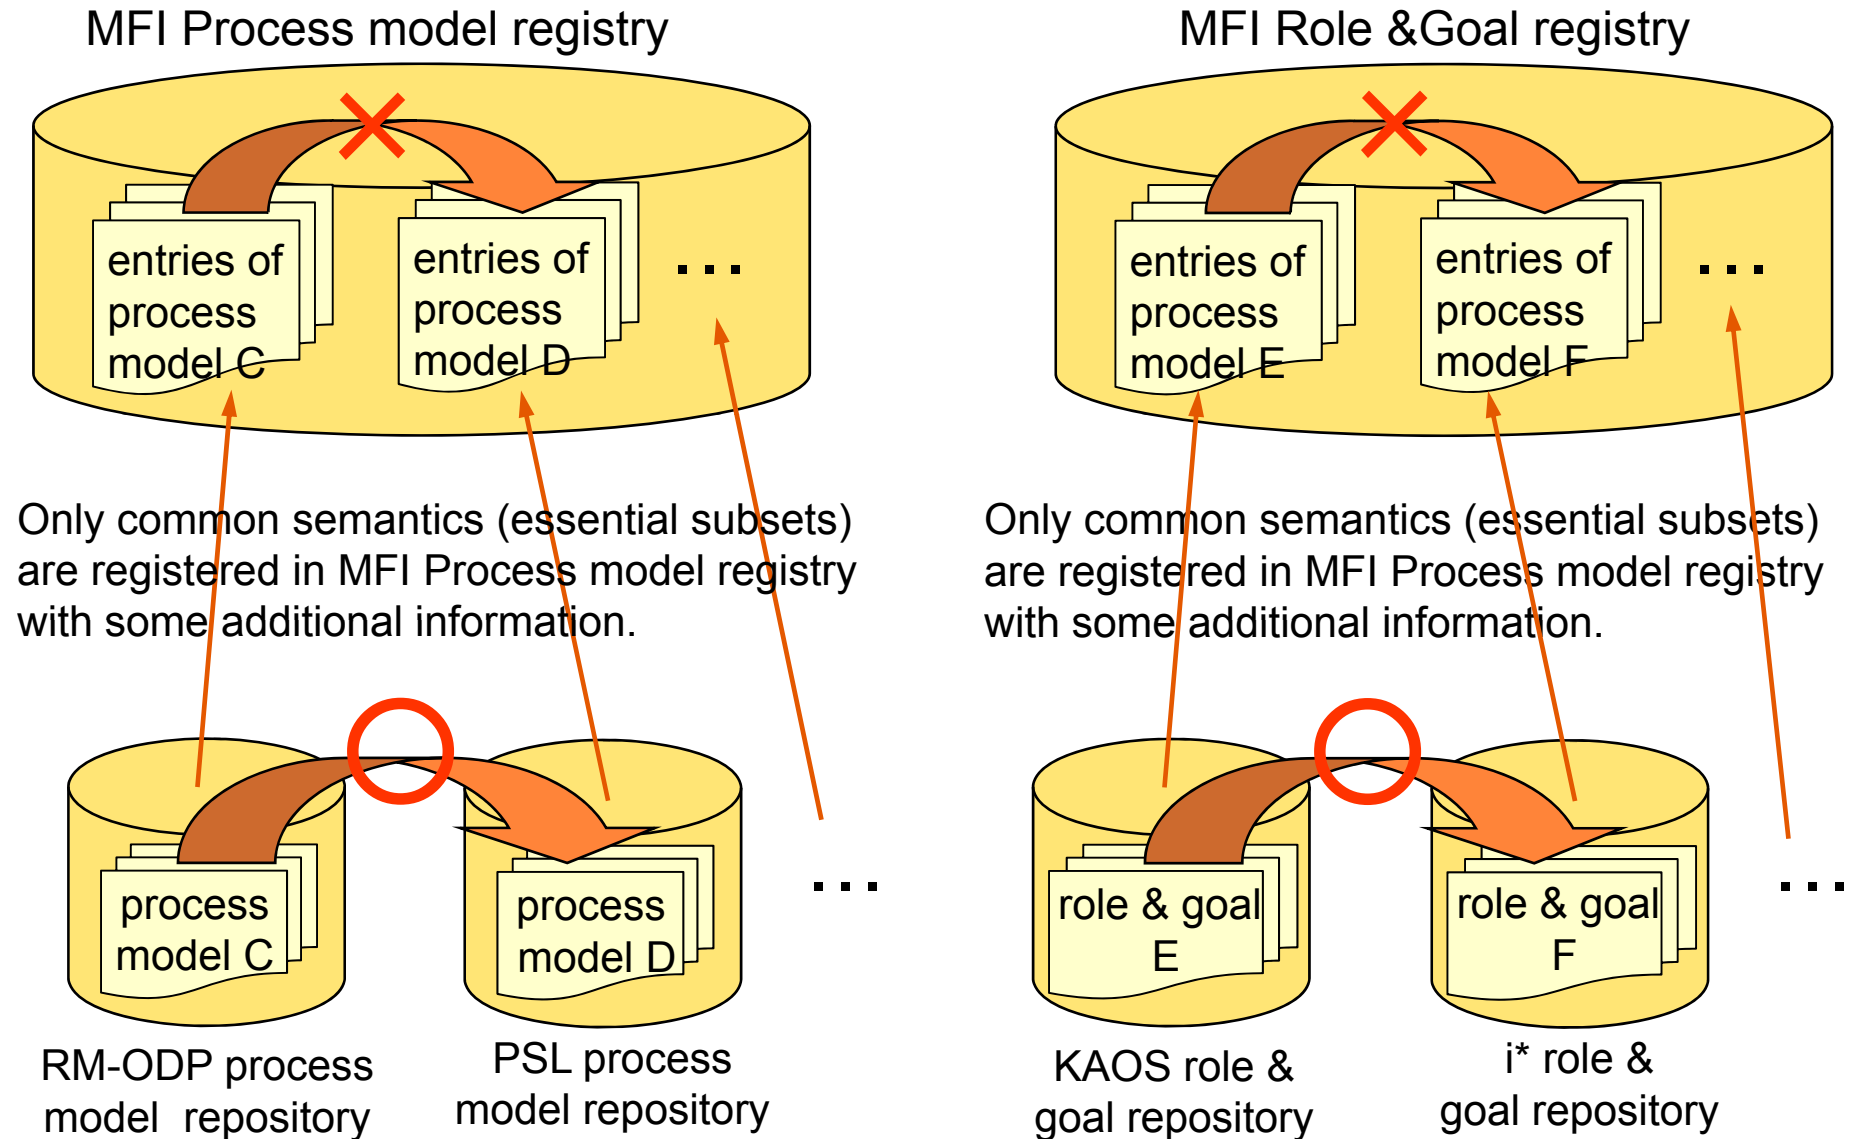 MFI Process model registry
entries of
process
model C
entries of
process
model D
...
Only common semantics (essential subsets)
are registered in MFI Process model registry
with some additional information.
process
model C
process
model D
...
RM-ODP process
model repository
PSL process
model repository
MFI Role &Goal registry
entries of
process
model E
entries of
process
model F
...
Only common semantics (essential subsets)
are registered in MFI Process model registry
with some additional information.
role & goal
E
role & goal
F
...
KAOS role &
goal repository
i* role &
goal repository